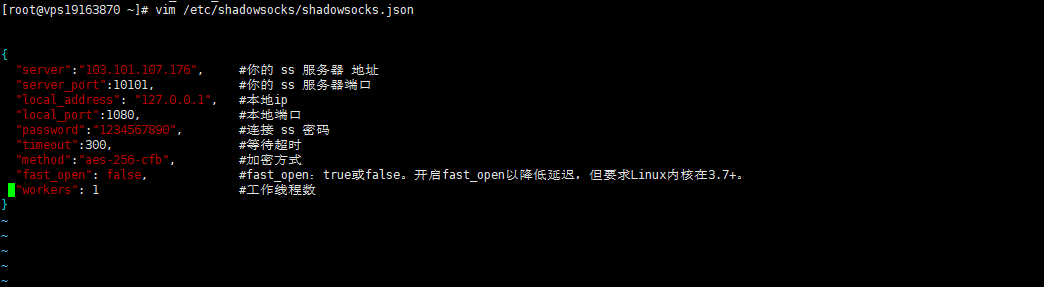 [root@vps19163870 ~]# vim /etc/shadowsocks/shadowsocks.json
{
"server":"103.101.107.176", #你的 ss 服务器 地址
"server_port":10101, #你的 ss 服务器端口
"local_address": "127.0.0.1", #本地ip
"local_port":1080, #本地端口
"password":"1234567890", #连接 ss 密码
"timeout":300, #等待超时
"method":"aes-256-cfb", #加密方式
"fast_open": false, #fast_open：true或false。开启fast_open以降低延迟，但要求Linux内核在3.7+。
"workers": 1 #工作线程数
}
~
~
~
~
~